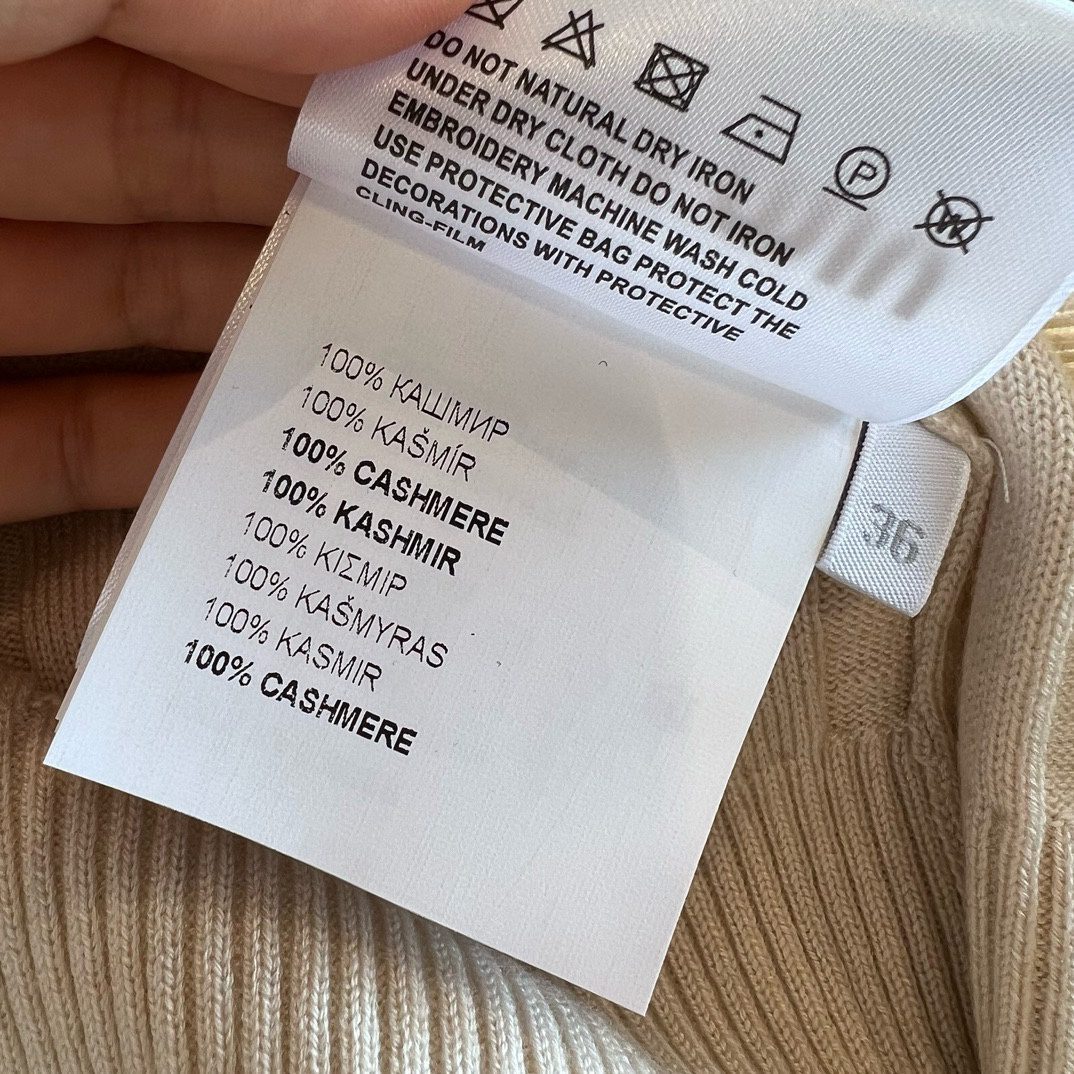 DO NOT NATURAL DRY IRON
UNDER DRY CLOTH DO NOT IRON
EMBROIDERY MACHINE WASH COLD
USE PROTECTIVE BAG PROTECT THE
DECORATIONS WITH PROTECTIVE
CLING-FILM
P
W
100% КАШМИР
100% KAŠMÍR
100% CASHMERE
100% KASHMIR
100% ΚΙΣΜΙΡ
100% KAŠMYRAS
100% KASMIR
100% CASHMERE
36